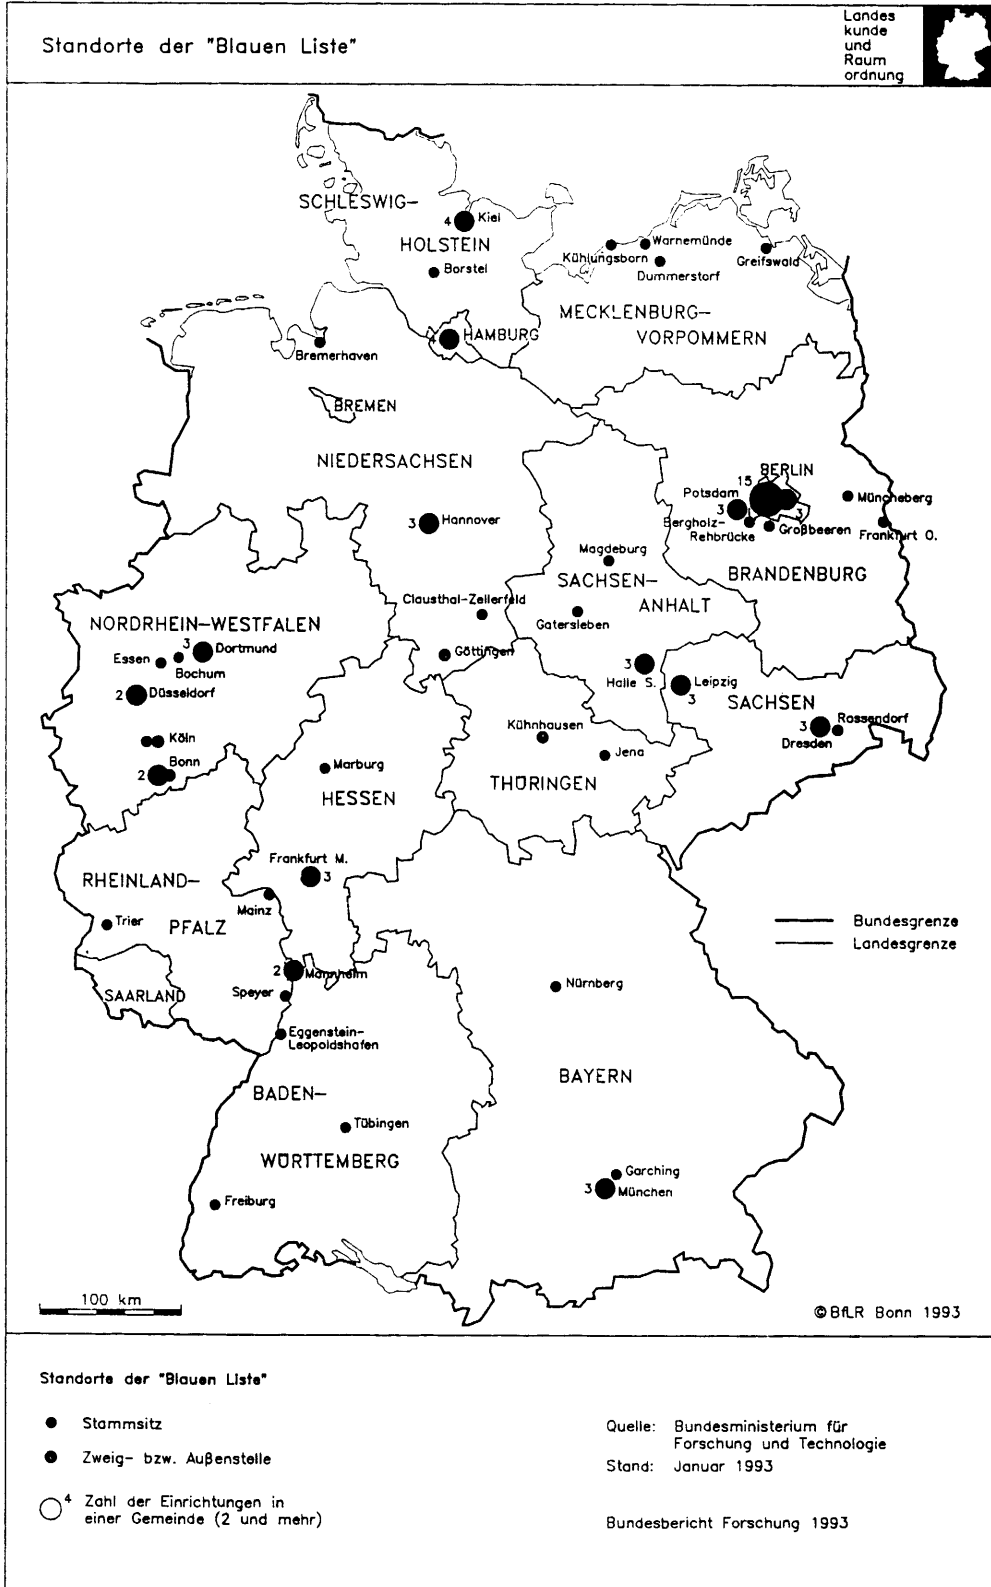 Standorte der "Blauen Liste"
Landes
kunde
und
Raum
ordnung
SCHLESWIG-
HOLSTEIN
4 Kiel
Borstel
Kühlungsborn
Warnemünde
Dummerstorf
Greifswald
MECKLENBURG-
VORPOMMERN
4 HAMBURG
Bremerhaven
BREMEN
NIEDERSACHSEN
BERLIN
15
3
Potsdam
3
Bergholz-
Rehbrücke
Großbeeren
Müncheberg
Frankfurt O.
3 Hannover
Magdeburg
SACHSEN-
ANHALT
BRANDENBURG
Clausthal-Zellerfeld
Gatersleben
NORDRHEIN-WESTFALEN
3 Dortmund
Essen
Bochum
Göttingen
2 Düsseldorf
3
Halle S.
Leipzig
3
SACHSEN
Kühnhausen
Jena
THÜRINGEN
3
Dresden
Rossendorf
Köln
Bonn
2
Marburg
HESSEN
Frankfurt M.
3
RHEINLAND-
PFALZ
Mainz
Trier
Bundesgrenze
Landesgrenze
2 Mannheim
SAARLAND
Speyer
Nürnberg
Eggenstein-
Leopoldshafen
BAYERN
BADEN-
WÜRTTEMBERG
Tübingen
Garching
3 München
Freiburg
100 km
©BfLR Bonn 1993
Standorte der "Blauen Liste"
Stammsitz
Zweig- bzw. Außenstelle
4 Zahl der Einrichtungen in
einer Gemeinde (2 und mehr)
Quelle: Bundesministerium für
Forschung und Technologie
Stand: Januar 1993
Bundesbericht Forschung 1993